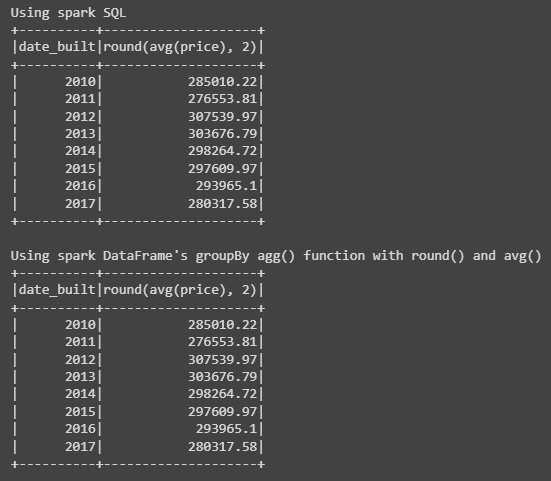 Using spark SQL
+----------+--------------------+
|date_built|round(avg(price), 2)|
+----------+--------------------+
|      2010|           285010.22|
|      2011|           276553.81|
|      2012|           307539.97|
|      2013|           303676.79|
|      2014|           298264.72|
|      2015|           297609.97|
|      2016|            293965.1|
|      2017|           280317.58|
+----------+--------------------+

Using spark DataFrame's groupBy agg() function with round() and avg()
+----------+--------------------+
|date_built|round(avg(price), 2)|
+----------+--------------------+
|      2010|           285010.22|
|      2011|           276553.81|
|      2012|           307539.97|
|      2013|           303676.79|
|      2014|           298264.72|
|      2015|           297609.97|
|      2016|            293965.1|
|      2017|           280317.58|
+----------+--------------------+